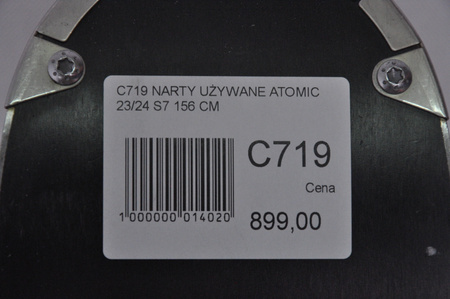 C719 NARTY UŻYWANE ATOMIC
23/24 S7 156 CM
C719
Cena
1 000000 014020
899,00